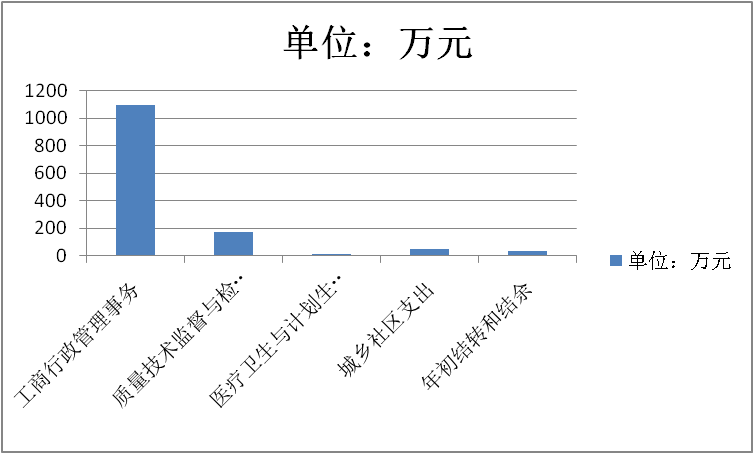 单位：万元
1200
1000
800
600
400
200
0
工商行政管理事务
质量技术监督与检…
医疗卫生与计划生…
城乡社区支出
年初结转和结余
单位：万元